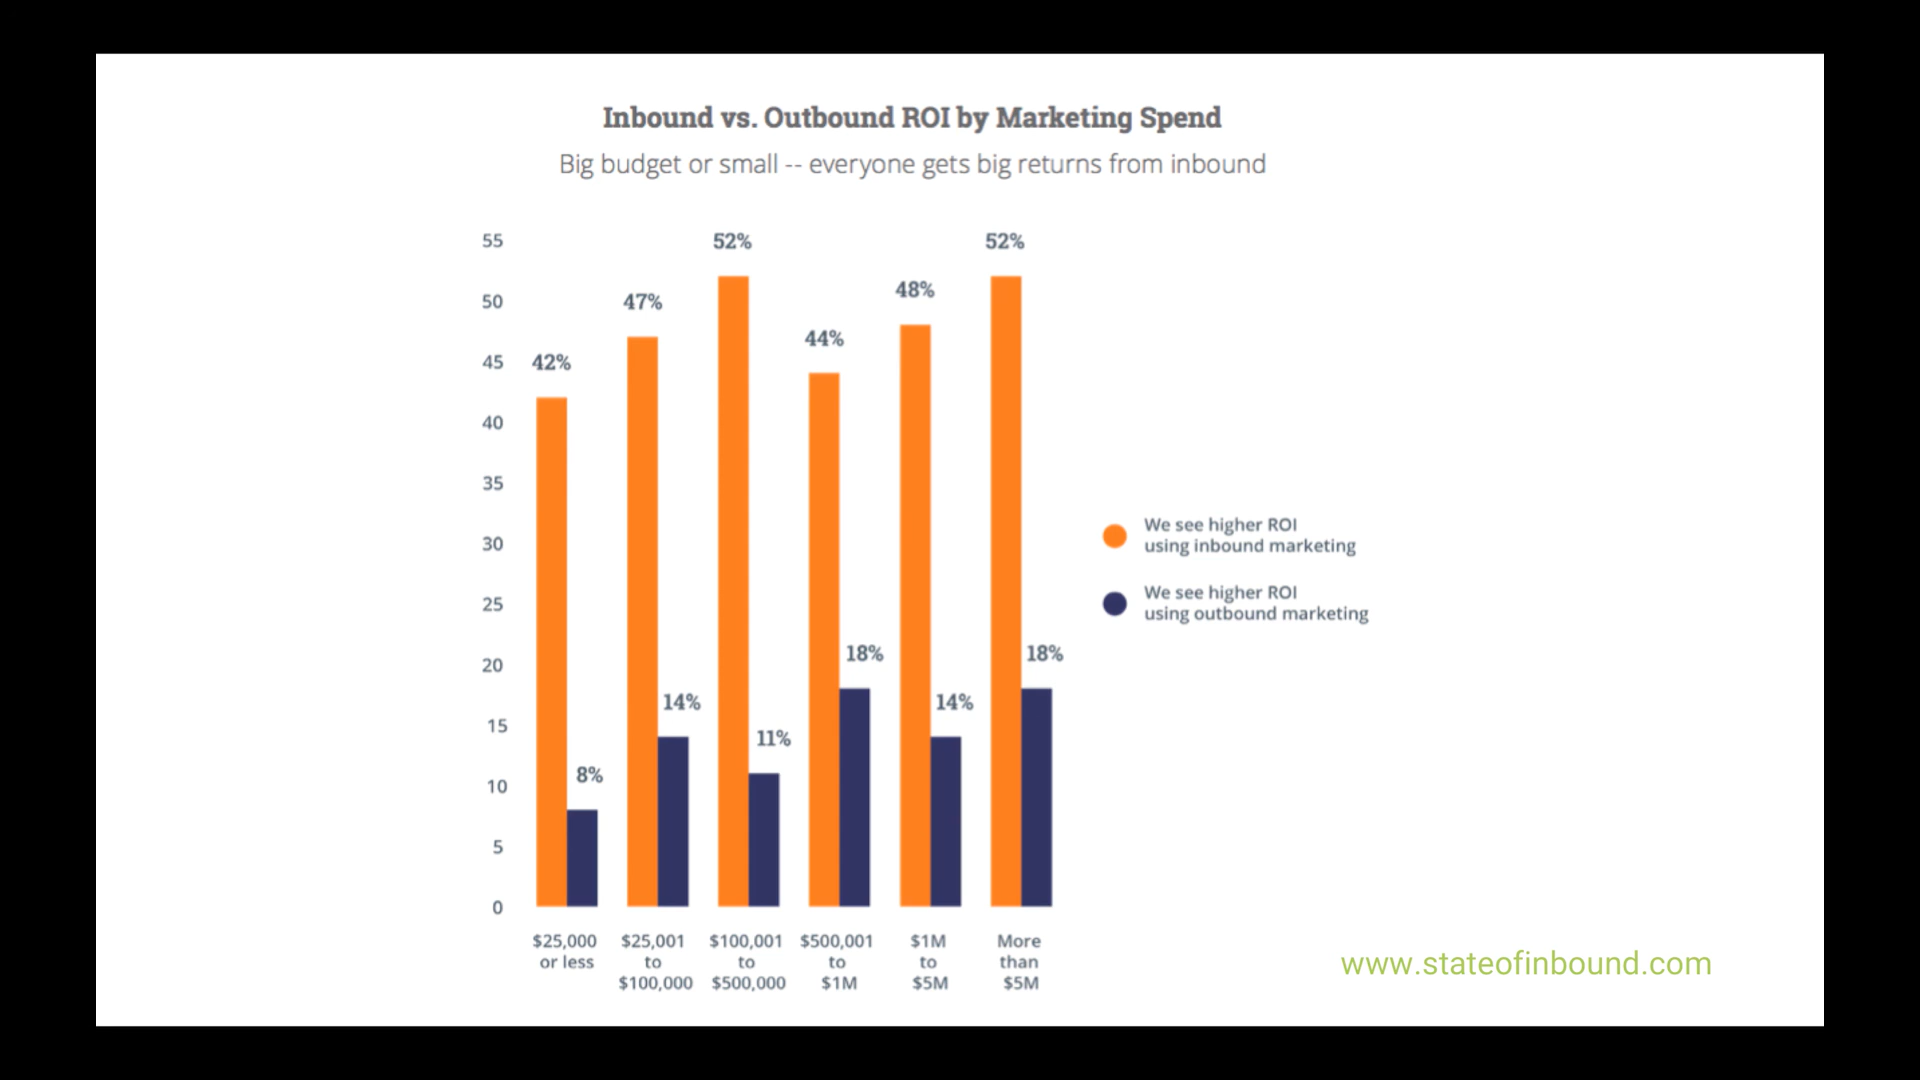 Inbound vs. Outbound ROI by Marketing Spend
Big budget or small -- everyone gets big returns from inbound
55
50
45
40
35
30
25
20
15
10
5
0
42%
8%
47%
14%
52%
11%
44%
18%
48%
14%
52%
18%
$25,000
or less
$25,001
to
$100,000
$100,001
to
$500,000
$500,001
to
$1M
$1M
to
$5M
More
than
$5M
We see higher ROI
using inbound marketing
We see higher ROI
using outbound marketing
www.stateofinbound.com